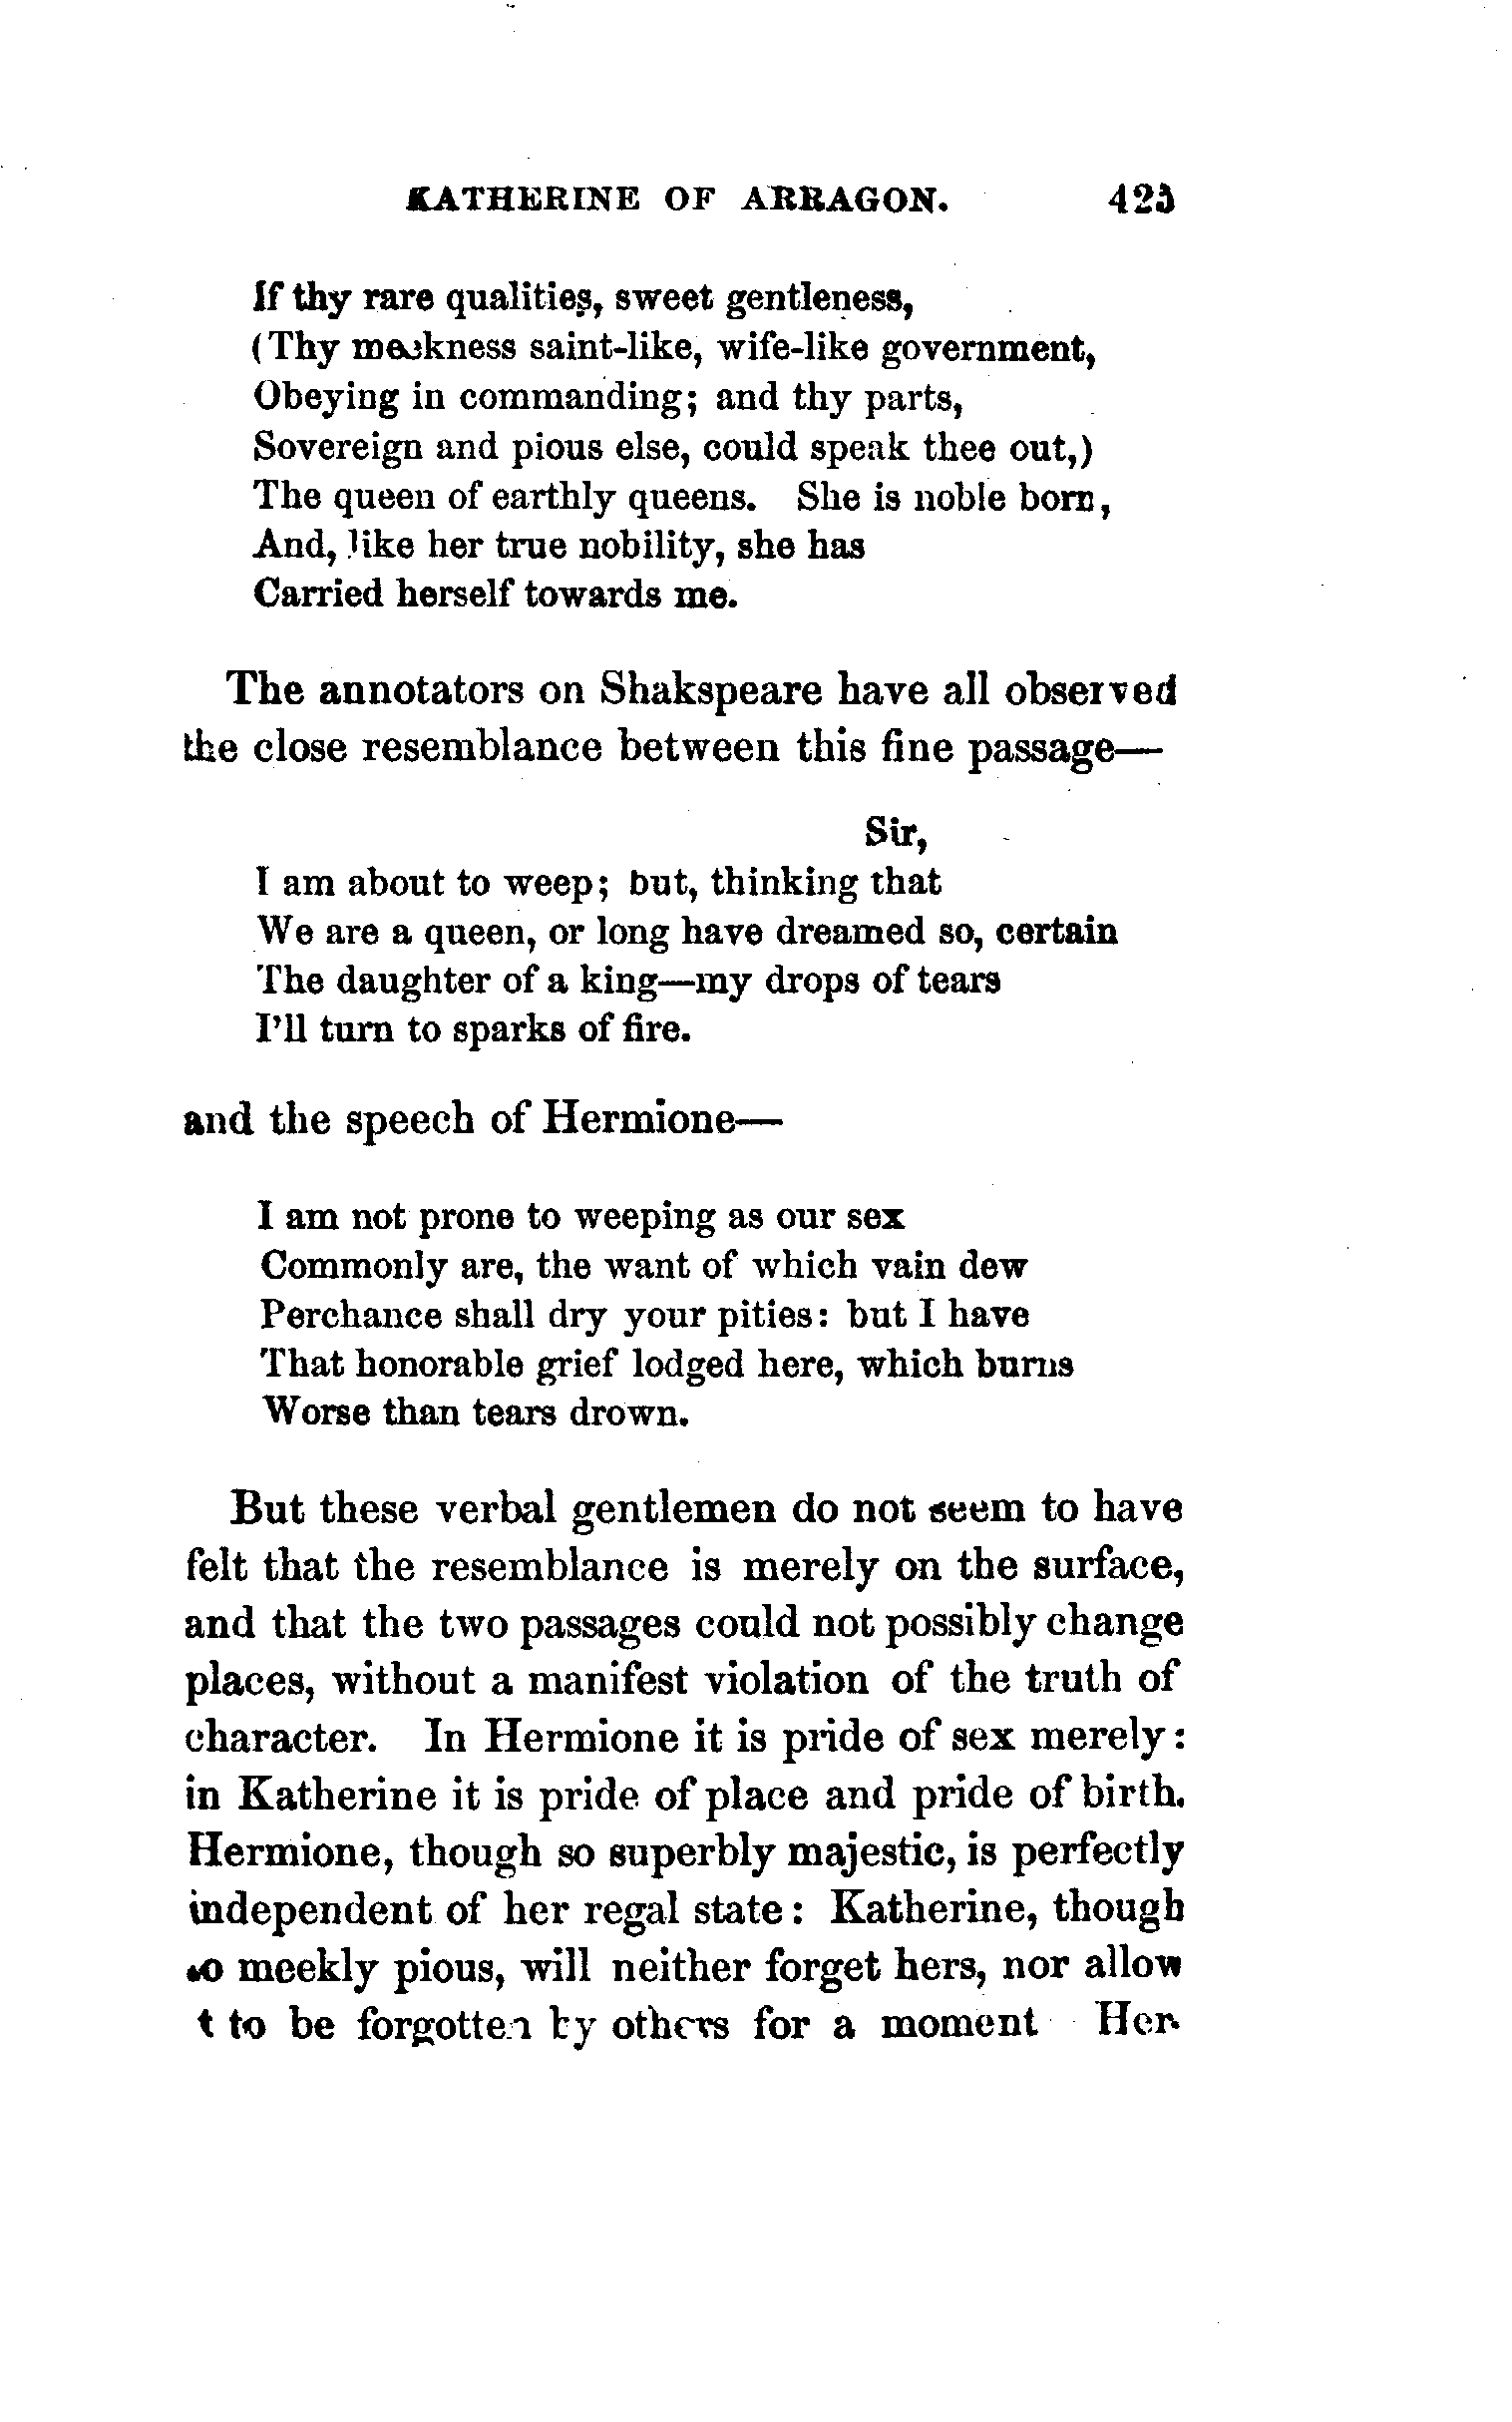 KATHERINE OF ARRAGON. 425
If thy rare qualities, sweet gentleness,
(Thy meekness saint-like, wife-like government,
Obeying in commanding; and thy parts,
Sovereign and pious else, could speak thee out,)
The queen of earthly queens. She is noble born,
And, like her true nobility, she has
Carried herself towards me.
The annotators on Shakspeare have all observed
the close resemblance between this fine passage—
Sir,
I am about to weep; but, thinking that
We are a queen, or long have dreamed so, certain
The daughter of a king—my drops of tears
I'll turn to sparks of fire.
and the speech of Hermione—
I am not prone to weeping as our sex
Commonly are, the want of which vain dew
Perchance shall dry your pities: but I have
That honorable grief lodged here, which burns
Worse than tears drown.
But these verbal gentlemen do not seem to have
felt that the resemblance is merely on the surface,
and that the two passages could not possibly change
places, without a manifest violation of the truth of
character. In Hermione it is pride of sex merely:
in Katherine it is pride of place and pride of birth.
Hermione, though so superbly majestic, is perfectly
independent of her regal state: Katherine, though
so meekly pious, will neither forget hers, nor allow
t to be forgotten by others for a moment Her-